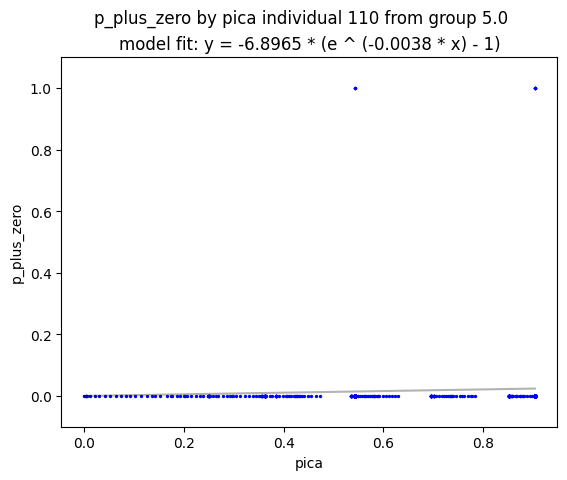 p_plus_zero by pica individual 110 from group 5.0
model fit: y = -6.8965 * (e ^ (-0.0038 * x) - 1)
1.0
0.8
0.6
0.4
0.2
0.0
p_plus_zero
0.0 0.2 0.4 0.6 0.8
pica